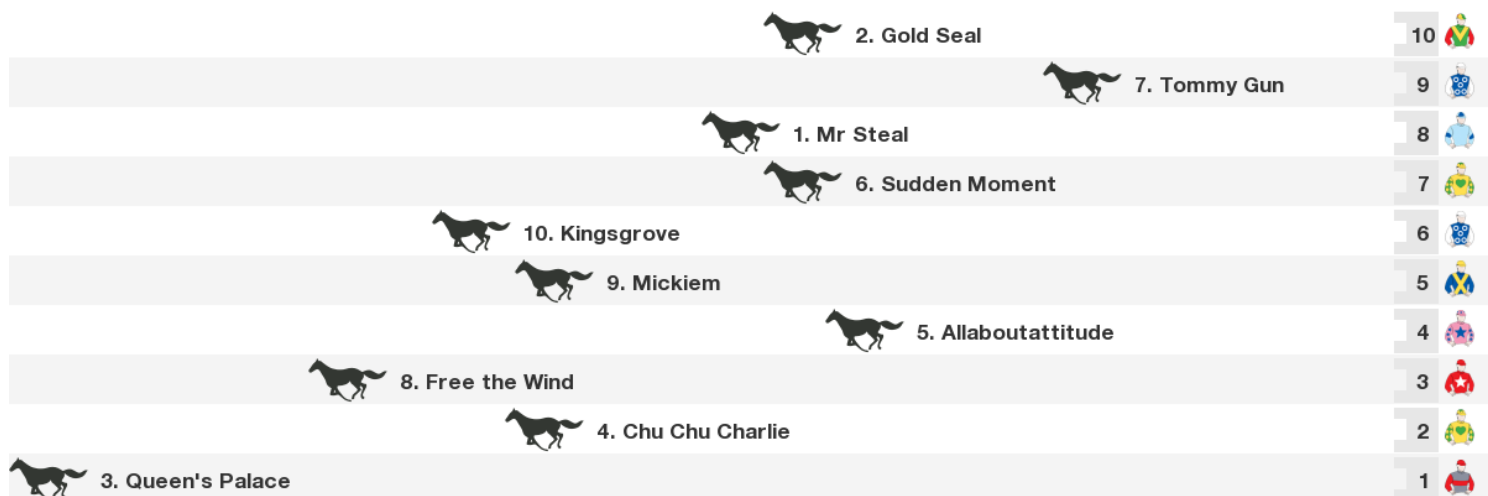 2. Gold Seal 10
7. Tommy Gun 9
1. Mr Steal 8
6. Sudden Moment 7
10. Kingsgrove 6
9. Mickiem 5
5. Allaboutattitude 4
8. Free the Wind 3
4. Chu Chu Charlie 2
3. Queen's Palace 1